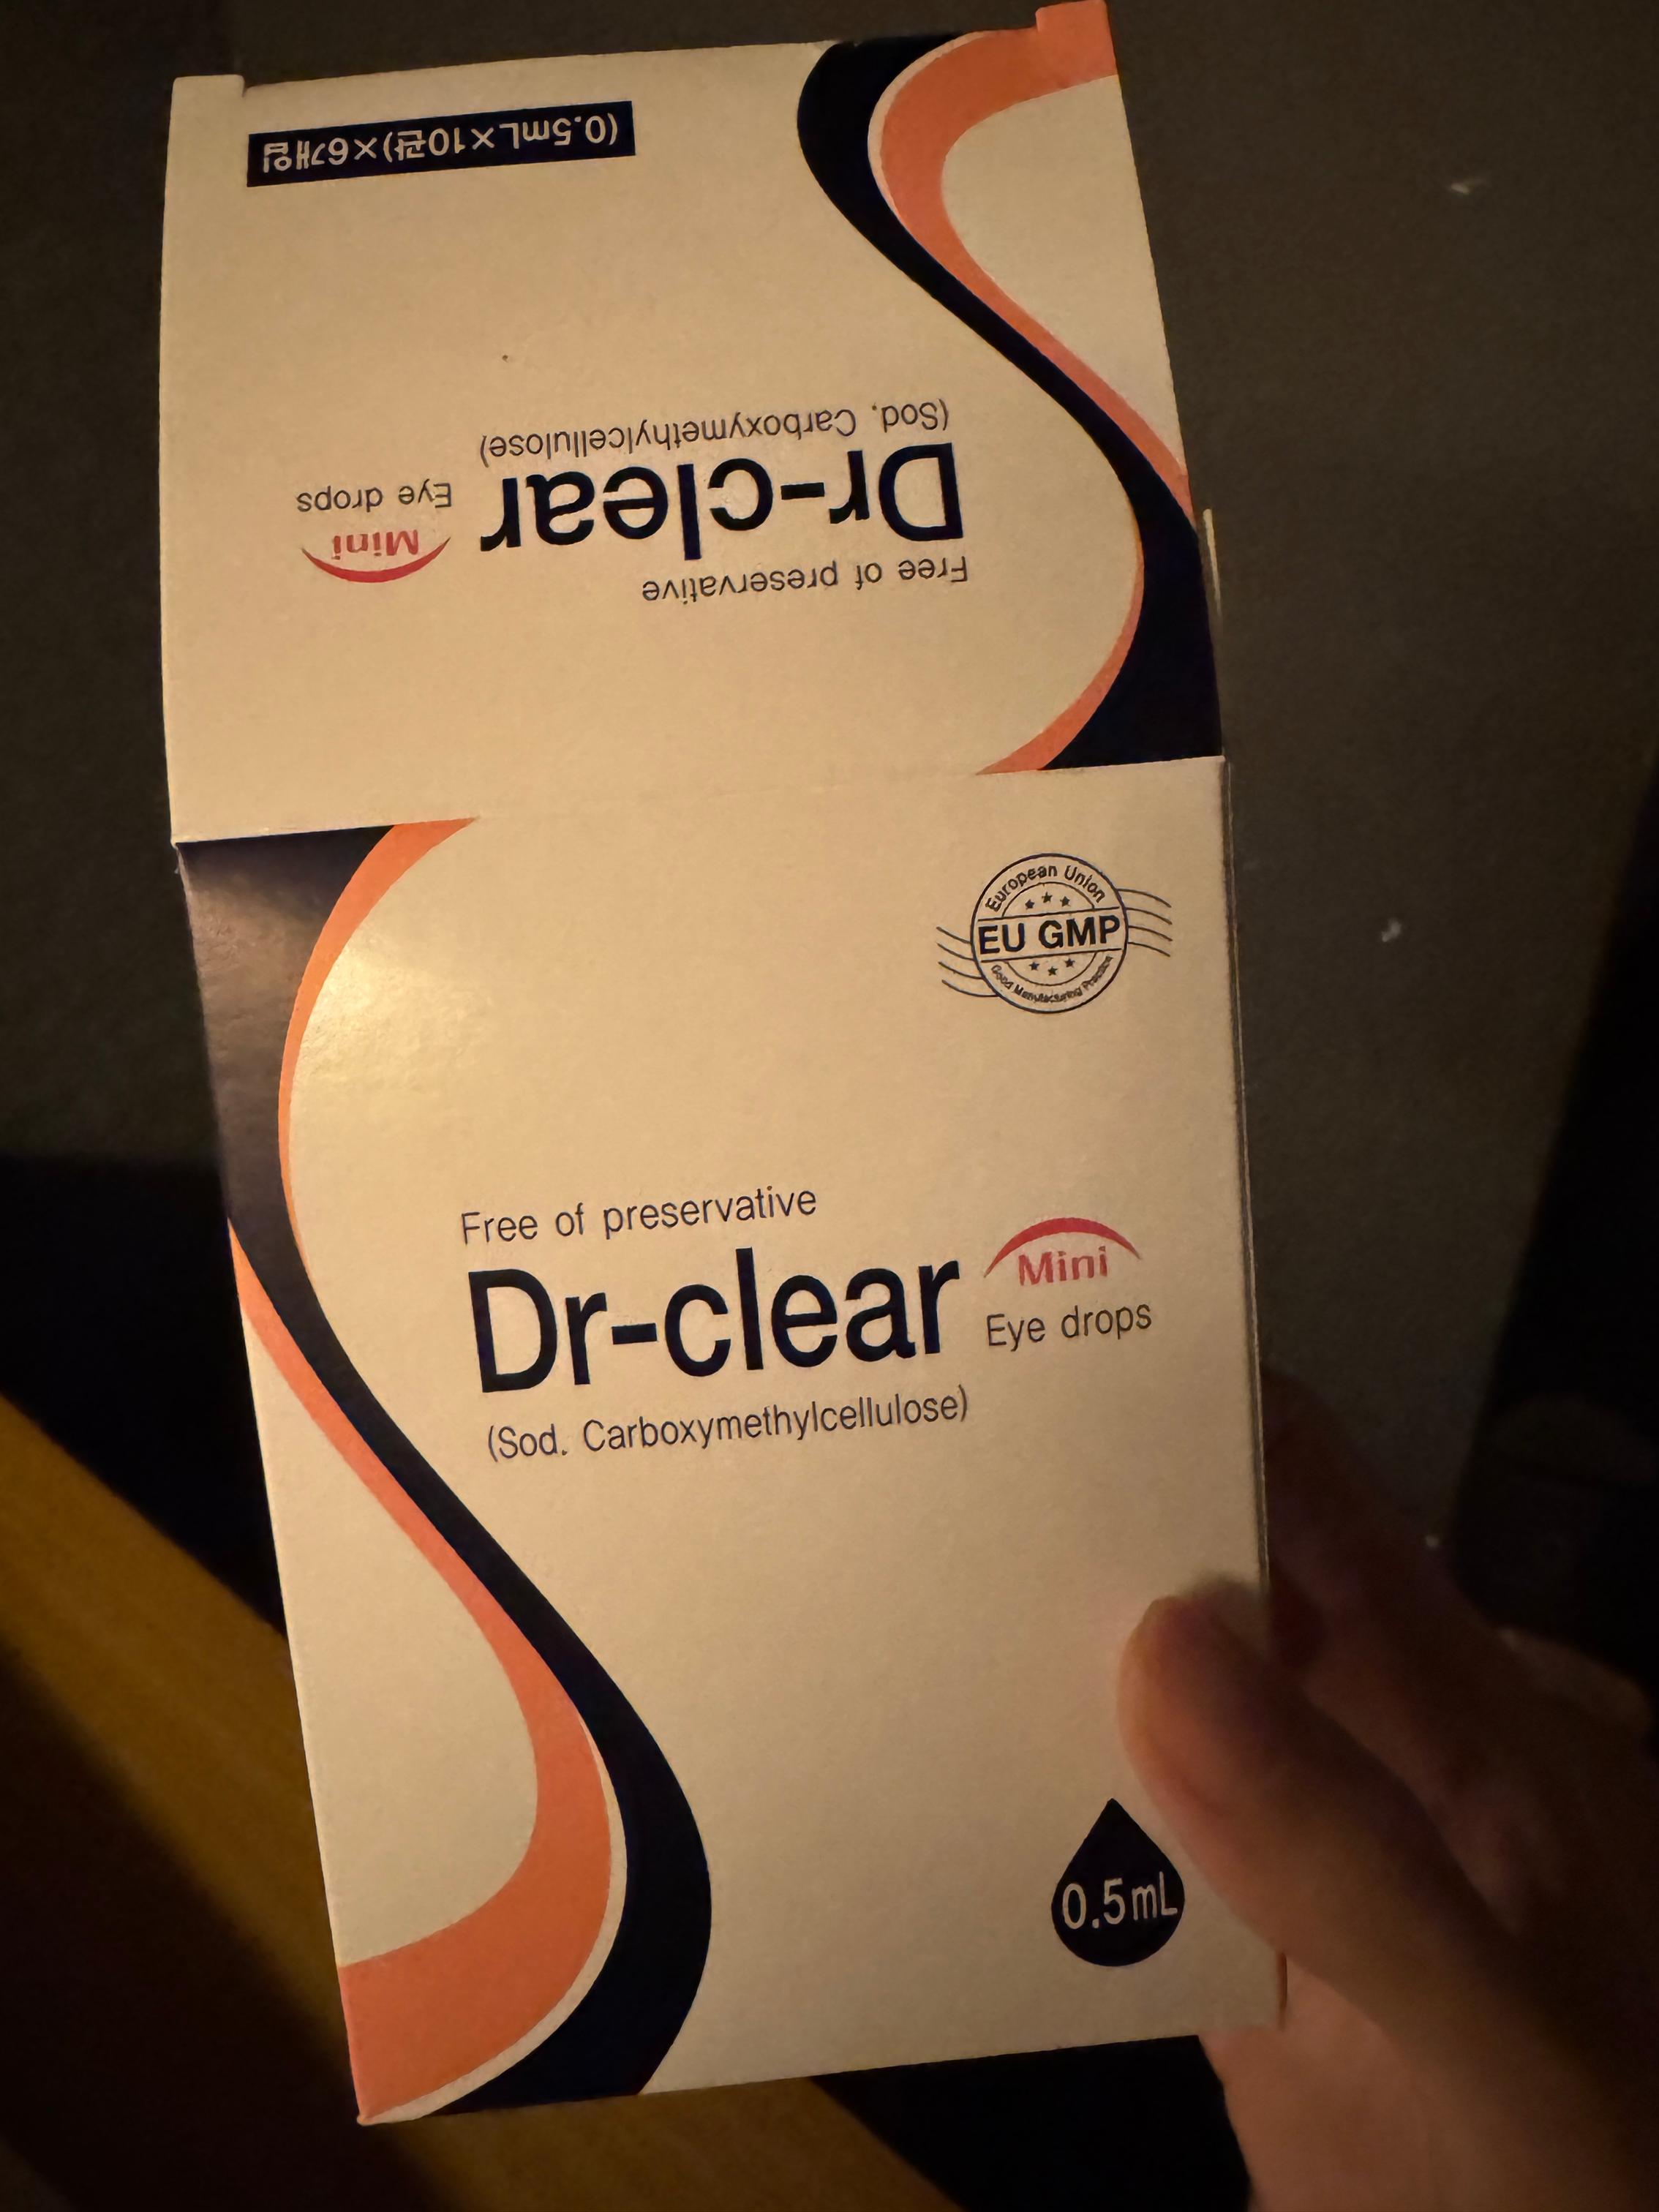 (0.5mL×10관)×6개입
(Sod. Carboxymethylcellulose)
Dr-clear
Mini
Eye drops
Free of preservative
European Union
EU GMP
Good Manufacturing Practice
Free of preservative
Dr-clear
Mini
Eye drops
(Sod. Carboxymethylcellulose)
0.5mL